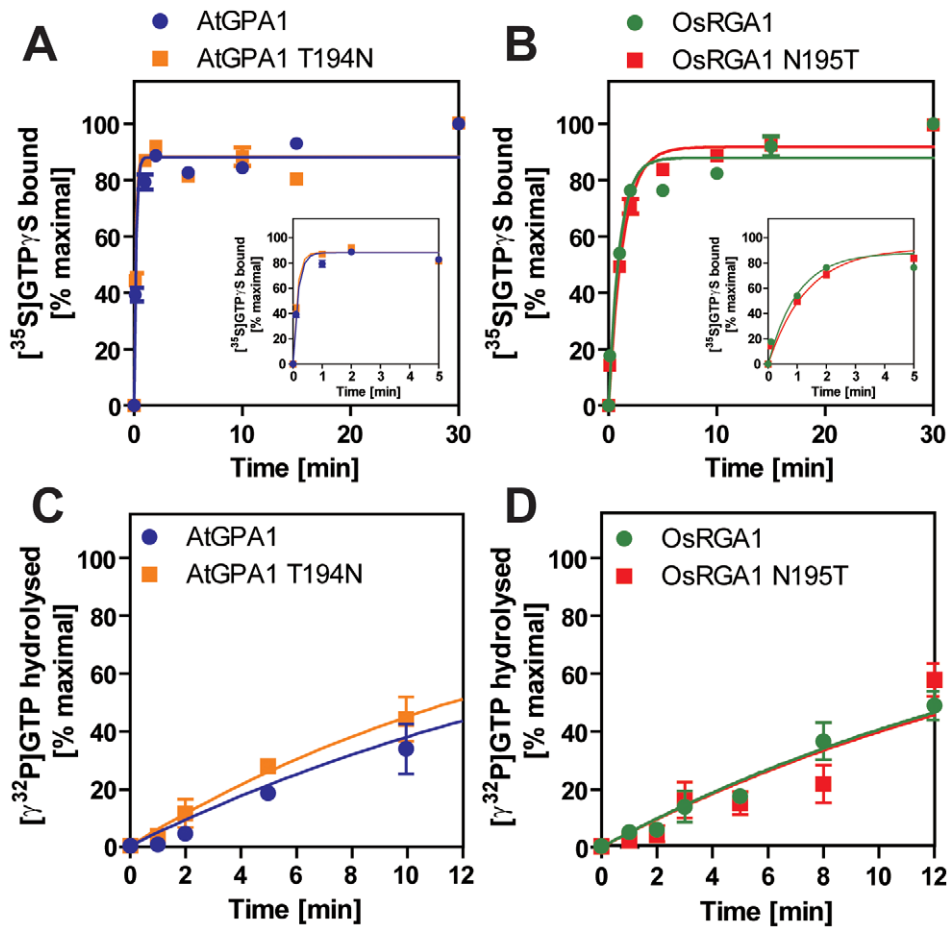 A
AtGPA1
AtGPA1 T194N
[³⁵S]GTPγS bound
[% maximal]
100
80
60
40
20
0
0 10 20 30
Time [min]
[³⁵S]GTPγS bound
[% maximal]
100
80
60
40
20
0
0 1 2 3 4 5
Time [min]
B
OsRGA1
OsRGA1 N195T
[³⁵S]GTPγS bound
[% maximal]
100
80
60
40
20
0
0 10 20 30
Time [min]
[³⁵S]GTPγS bound
[% maximal]
100
80
60
40
20
0
0 1 2 3 4 5
Time [min]
C
AtGPA1
AtGPA1 T194N
[γ³²P]GTP hydrolysed
[% maximal]
100
80
60
40
20
0
0 2 4 6 8 10 12
Time [min]
D
OsRGA1
OsRGA1 N195T
[γ³²P]GTP hydrolysed
[% maximal]
100
80
60
40
20
0
0 2 4 6 8 10 12
Time [min]